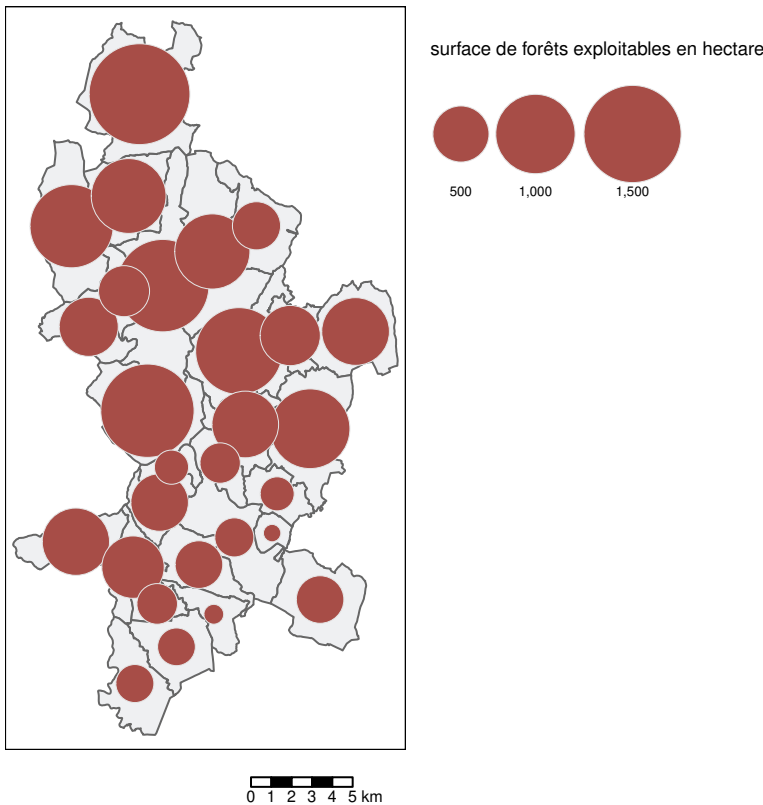 surface de forêts exploitables en hectare
500 1,000 1,500
0 1 2 3 4 5 km